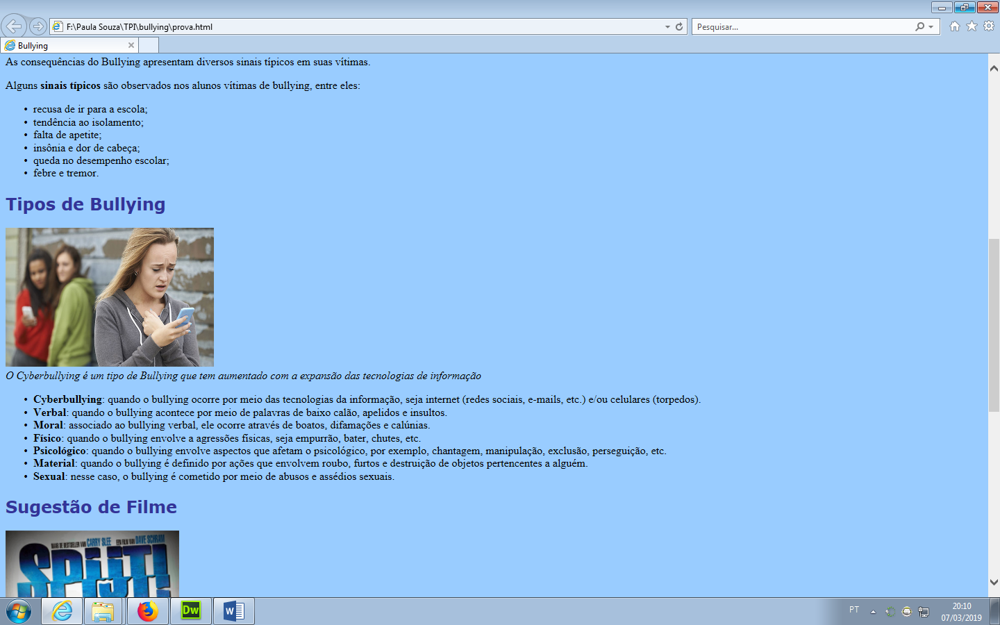 F:\Paula Souza\TPI\bullying\prova.html
Pesquisar...
Bullying
As consequências do Bullying apresentam diversos sinais típicos em suas vítimas.
Alguns sinais típicos são observados nos alunos vítimas de bullying, entre eles:
• recusa de ir para a escola;
• tendência ao isolamento;
• falta de apetite;
• insônia e dor de cabeça;
• queda no desempenho escolar;
• febre e tremor.
Tipos de Bullying
O Cyberbullying é um tipo de Bullying que tem aumentado com a expansão das tecnologias de informação
• Cyberbullying: quando o bullying ocorre por meio das tecnologias da informação, seja internet (redes sociais, e-mails, etc.) e/ou celulares (torpedos).
• Verbal: quando o bullying acontece por meio de palavras de baixo calão, apelidos e insultos.
• Moral: associado ao bullying verbal, ele ocorre através de boatos, difamações e calúnias.
• Físico: quando o bullying envolve a agressões físicas, seja empurrão, bater, chutes, etc.
• Psicológico: quando o bullying envolve aspectos que afetam o psicológico, por exemplo, chantagem, manipulação, exclusão, perseguição, etc.
• Material: quando o bullying é definido por ações que envolvem roubo, furtos e destruição de objetos pertencentes a alguém.
• Sexual: nesse caso, o bullying é cometido por meio de abusos e assédios sexuais.
Sugestão de Filme
NAAR DE BESTSELLER VAN CARRY SLEE EEN FILM VAN DAVE SCHRAM
SPIJT!
Dw
W
PT
20:10
07/03/2019